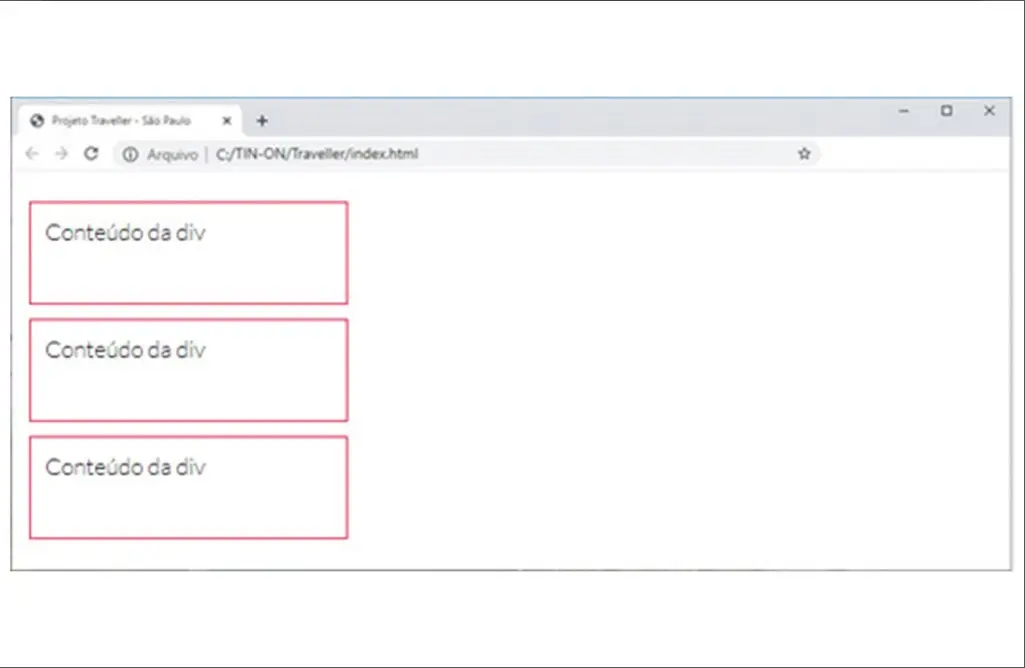 Projeto Traveller - São Paulo
Arquivo | C:/TIN-ON/Traveller/index.html
Conteúdo da div
Conteúdo da div
Conteúdo da div